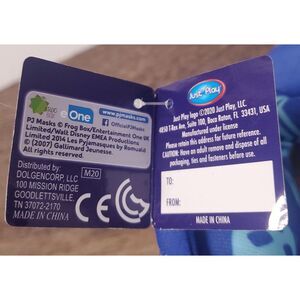 eOne
www.pjmasks.com
OfficialPJMasks
PJ Masks © Frog Box/Entertainment One UK
Limited/Walt Disney EMEA Productions
Limited 2014 Les Pyjamasques by Romuald
© (2007) Gallimard Jeunesse.
Distributed by:
DOLGENCORP, LLC
100 MISSION RIDGE
GOODLETTSVILLE,
TN 37072-2170
MADE IN CHINA
M20
CE
Just Play
Just Play logo ©2020 Just Play, LLC.
4850 T-Rex Ave. Suite 100, Boca Raton, FL 33431, USA
Manufactured under license
Please retain this address for future reference.
CAUTION: Have an adult remove and dispose of all
packaging, ties and fasteners before use.
TO:
FROM:
MADE IN CHINA